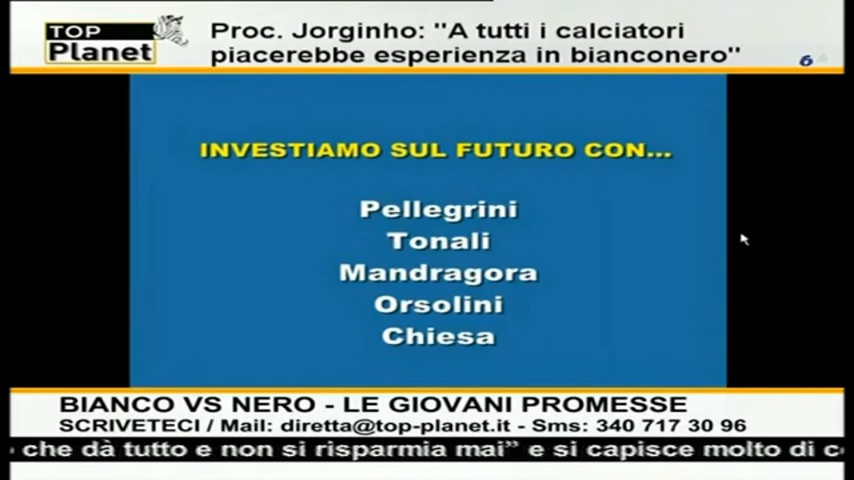 TOP
Planet
Proc. Jorginho: "A tutti i calciatori
piacerebbe esperienza in bianconero"
6
INVESTIAMO SUL FUTURO CON...
Pellegrini
Tonali
Mandragora
Orsolini
Chiesa
BIANCO VS NERO - LE GIOVANI PROMESSE
SCRIVETECI / Mail: diretta@top-planet.it - Sms: 340 717 30 96
che dà tutto e non si risparmia mai” e si capisce molto di